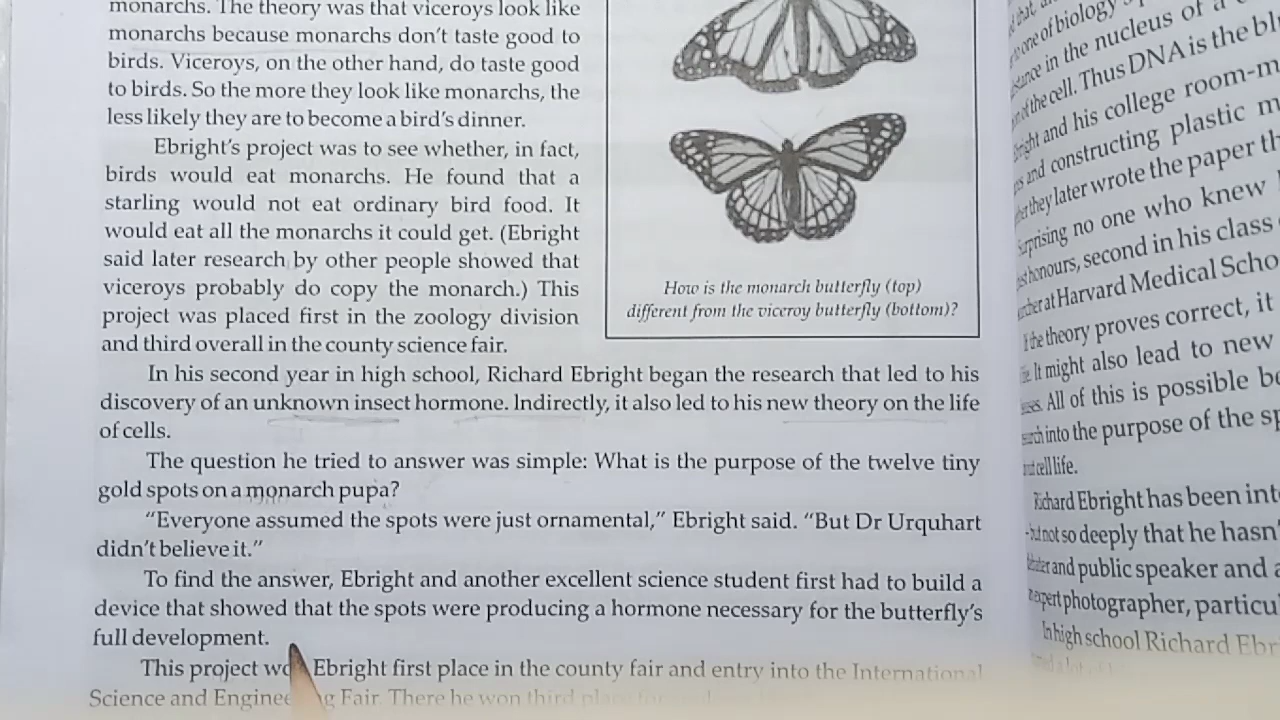 monarchs. The theory was that viceroys look like
monarchs because monarchs don't taste good to
birds. Viceroys, on the other hand, do taste good
to birds. So the more they look like monarchs, the
less likely they are to become a bird's dinner.
Ebright's project was to see whether, in fact,
birds would eat monarchs. He found that a
starling would not eat ordinary bird food. It
would eat all the monarchs it could get. (Ebright
said later research by other people showed that
viceroys probably do copy the monarch.) This
project was placed first in the zoology division
and third overall in the county science fair.
How is the monarch butterfly (top)
different from the viceroy butterfly (bottom)?
In his second year in high school, Richard Ebright began the research that led to his
discovery of an unknown insect hormone. Indirectly, it also led to his new theory on the life
of cells.
The question he tried to answer was simple: What is the purpose of the twelve tiny
gold spots on a monarch pupa?
"Everyone assumed the spots were just ornamental," Ebright said. "But Dr Urquhart
didn't believe it."
To find the answer, Ebright and another excellent science student first had to build a
device that showed that the spots were producing a hormone necessary for the butterfly's
full development.
This project Ebright first place in the county fair and entry into the International
Science and Fair. There he won third place
one of biology
in the nucleus of a
of the cell. Thus DNA is the
and his college room-
and constructing plastic
they later wrote the paper
no one who knew
honours, second in his class
at Harvard Medical
the theory proves correct, it
It might also lead to new
All of this is possible
into the purpose of the
cell life.
Richard Ebright has been
but not so deeply that he
and public speaker and
expert photographer,
In high school Richard